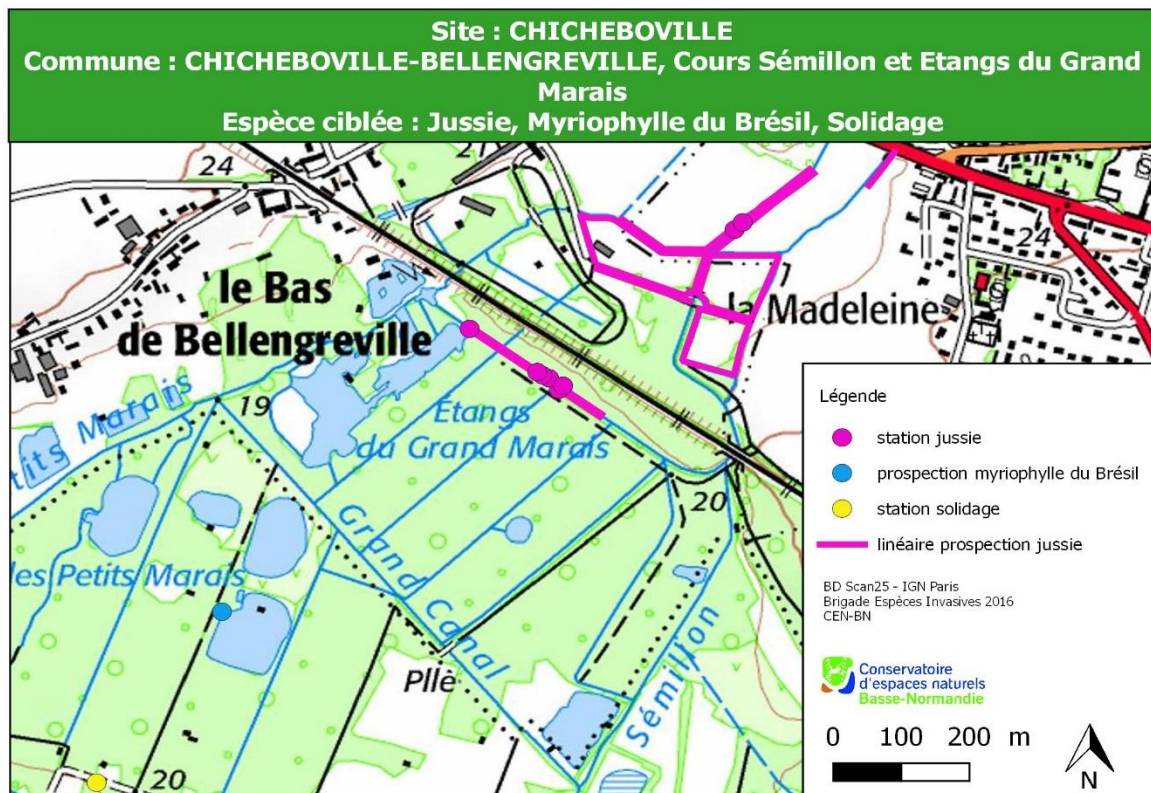 Site : CHICHEBOVILLE
Commune : CHICHEBOVILLE-BELLENGREVILLE, Cours Sémillon et Etangs du Grand
Marais
Espèce ciblée : Jussie, Myriophylle du Brésil, Solidage
24
le Bas
de Bellengreville
la Madeleine
24
19
Etangs
du Grand Marais
tits Marais
20
les Petits Marais
Grand Canal
Plle
Sémillon
20
Légende
station jussie
prospection myriophylle du Brésil
station solidage
linéaire prospection jussie
BD Scan25 - IGN Paris
Brigade Espèces Invasives 2016
CEN-BN
Conservatoire
d'espaces naturels
Basse-Normandie
0 100 200 m
N